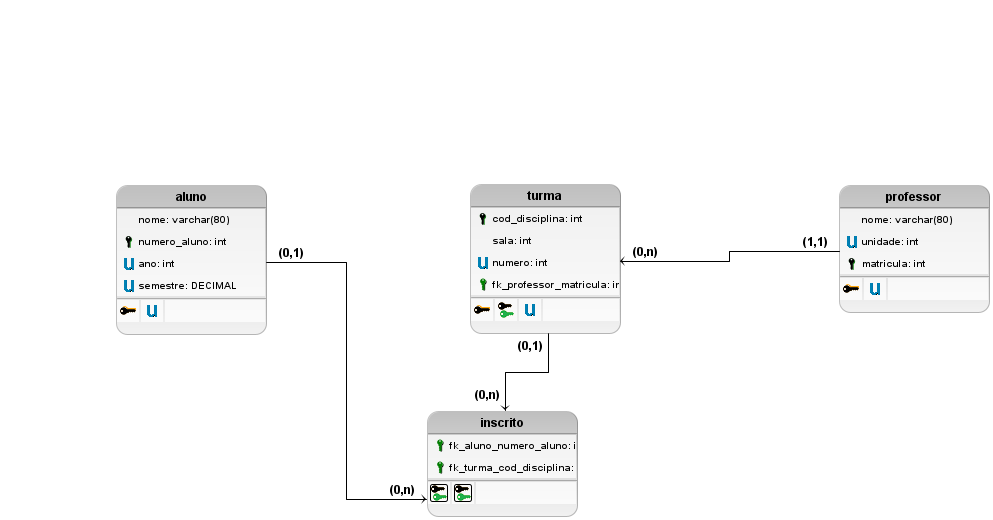 aluno
nome: varchar(80)
numero_aluno: int
U ano: int
U semestre: DECIMAL
U
(0,1)
turma
cod_disciplina: int
sala: int
U numero: int
fk_professor_matricula: ir
U
(0,n)
(1,1)
professor
nome: varchar(80)
U unidade: int
matricula: int
U
(0,1)
(0,n)
inscrito
fk_aluno_numero_aluno: i
fk_turma_cod_disciplina:
(0,n)